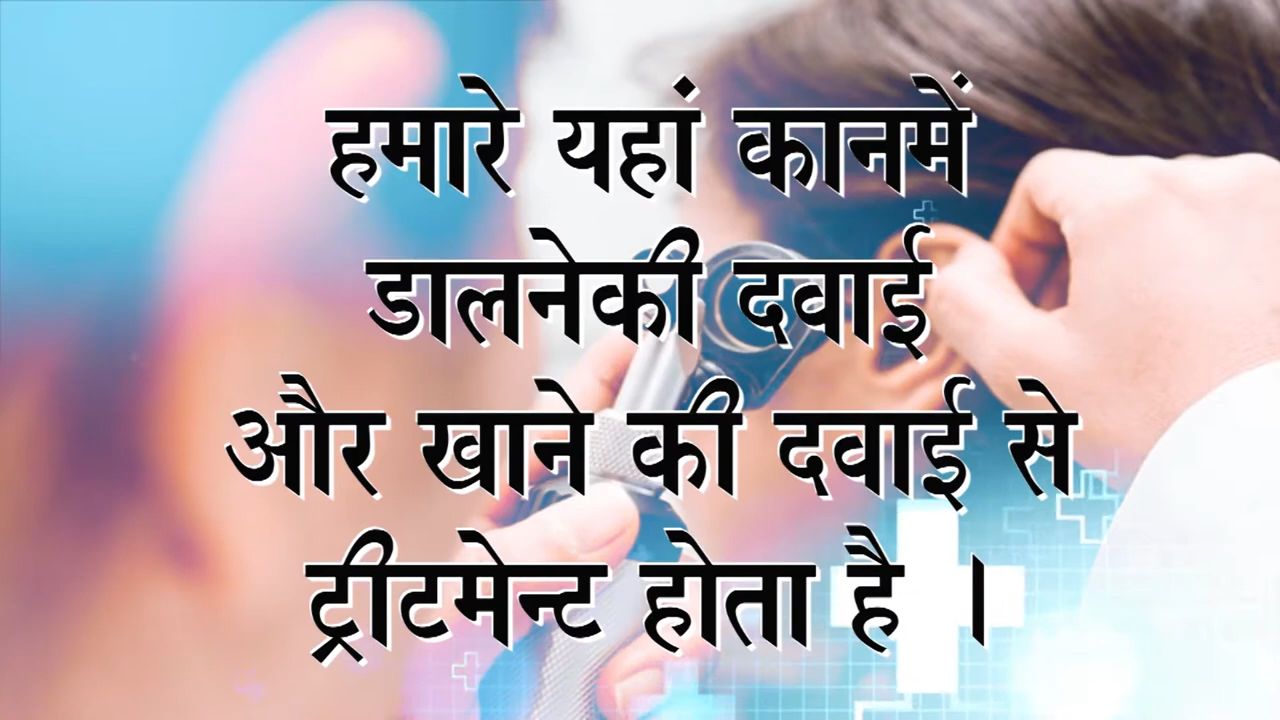 हमारे यहां कानमें
डालनेकी दवाई
और खाने की दवाई से
ट्रीटमेन्ट होता है ।